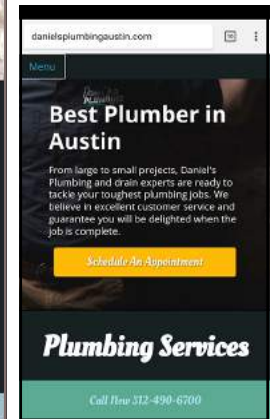 danielsplumbingaustin.com
Menu
Best Plumber in
Austin
From large to small projects, Daniel's
Plumbing and drain experts are ready to
tackle your toughest plumbing jobs. We
believe in excellent customer service and
guarantee you will be delighted when the
job is complete.
Schedule An Appointment
Plumbing Services
Call Now 512-490-6700